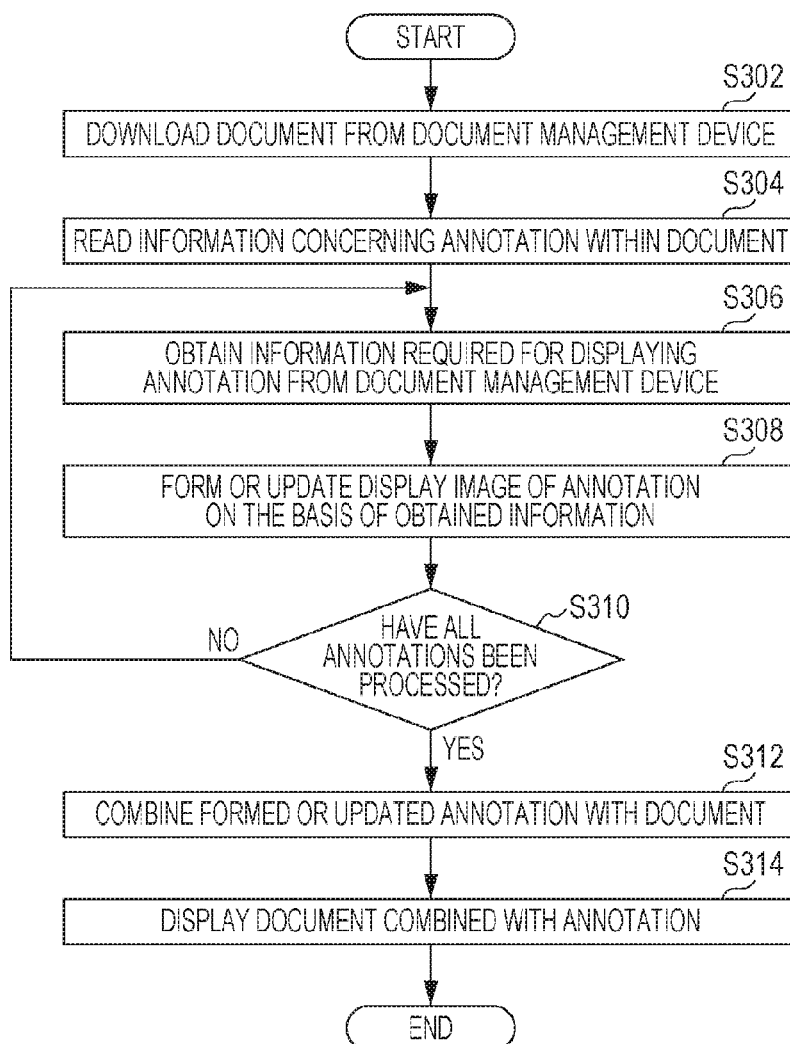 START
S302
DOWNLOAD DOCUMENT FROM DOCUMENT MANAGEMENT DEVICE
S304
READ INFORMATION CONCERNING ANNOTATION WITHIN DOCUMENT
S306
OBTAIN INFORMATION REQUIRED FOR DISPLAYING
ANNOTATION FROM DOCUMENT MANAGEMENT DEVICE
S308
FORM OR UPDATE DISPLAY IMAGE OF ANNOTATION
ON THE BASIS OF OBTAINED INFORMATION
S310
HAVE ALL
ANNOTATIONS BEEN
PROCESSED?
NO
YES
S312
COMBINE FORMED OR UPDATED ANNOTATION WITH DOCUMENT
S314
DISPLAY DOCUMENT COMBINED WITH ANNOTATION
END